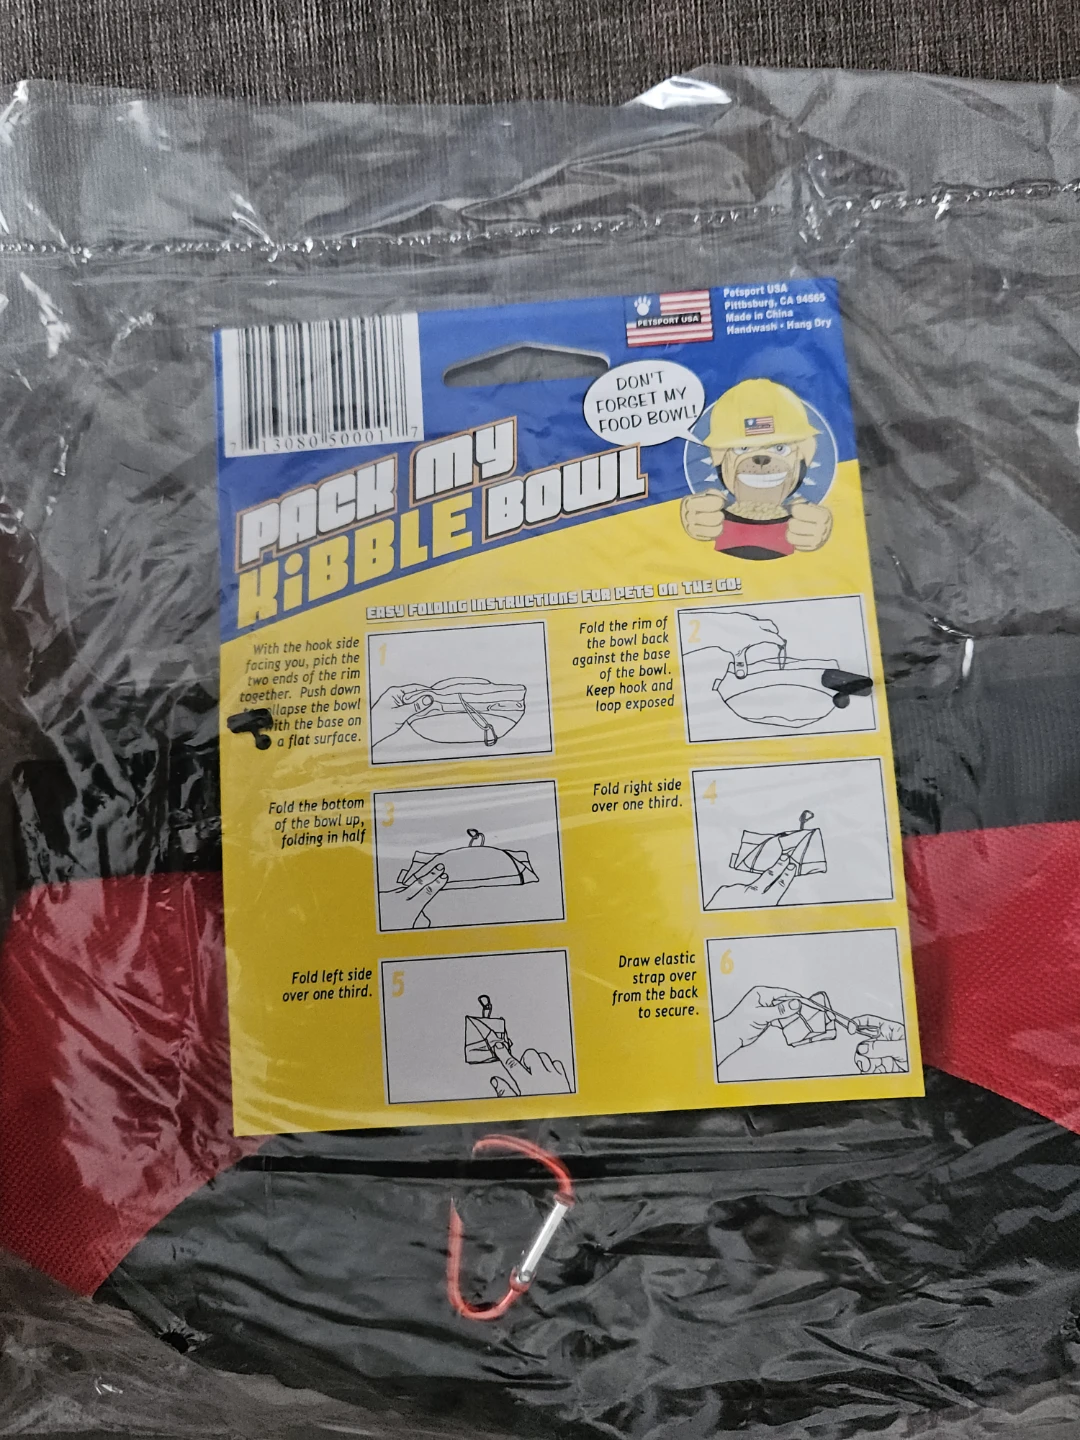 Petsport USA
Pittbsburg, CA 94565
Made in China
Handwash • Hang Dry
PETSPORT USA
7 13080 50001 7
DON'T
FORGET MY
FOOD BOWL!
PACK MY
KiBBLE BOWL
EASY FOLDING INSTRUCTIONS FOR PETS ON THE GO!
With the hook side
facing you, pich the
two ends of the rim
together. Push down
the bowl
with the base on
a flat surface.
1
Fold the rim of
the bowl back
against the base
of the bowl.
Keep hook and
loop exposed
2
Fold the bottom
of the bowl up,
folding in half
3
Fold right side
over one third.
4
Fold left side
over one third.
5
Draw elastic
strap over
from the back
to secure.
6